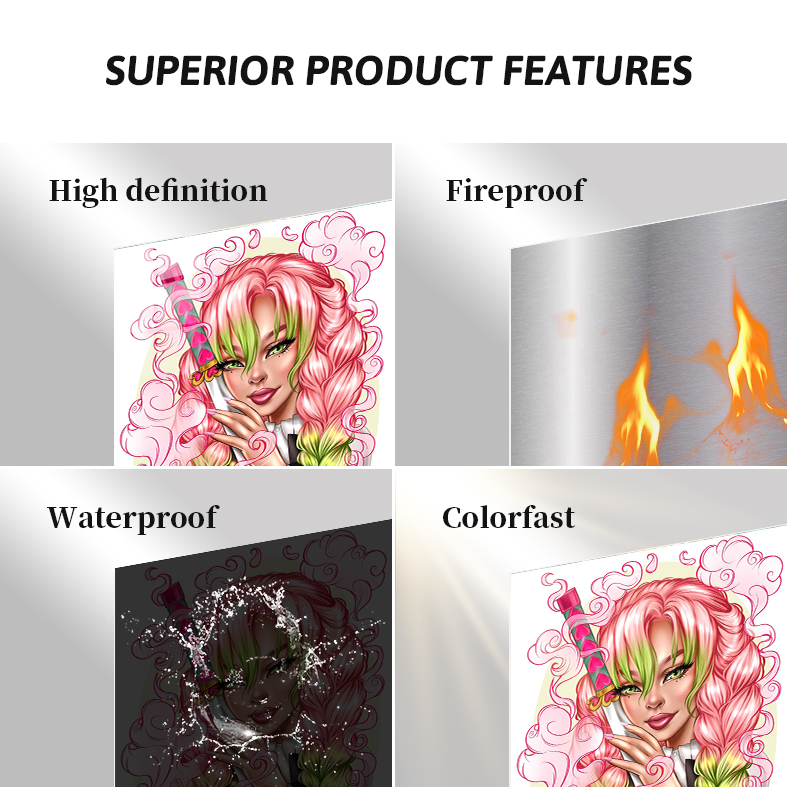 SUPERIOR PRODUCT FEATURES
High definition
Fireproof
Waterproof
Colorfast